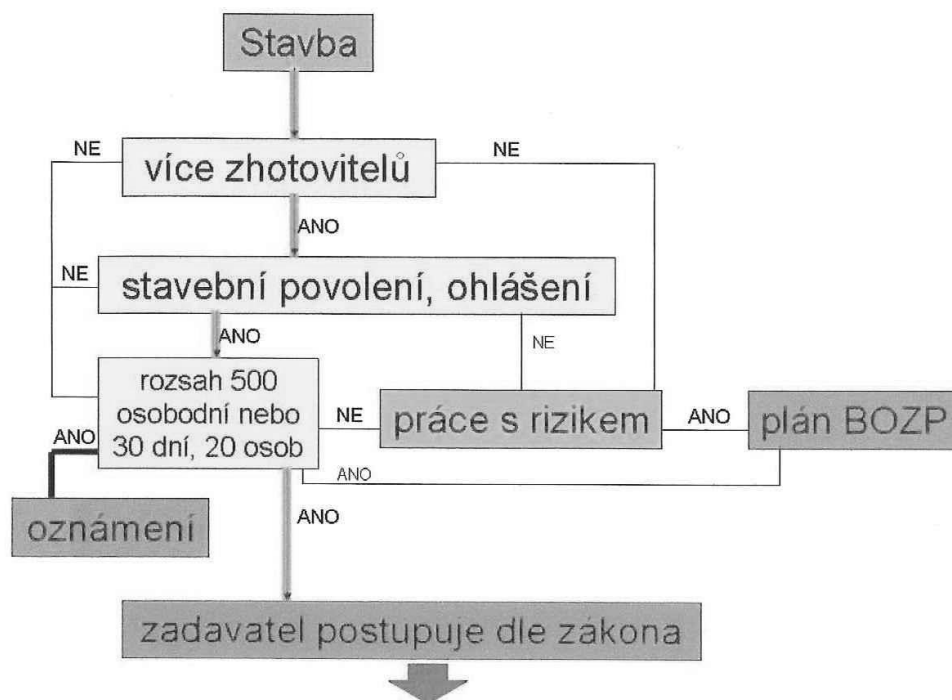 Stavba
NE
NE
více zhotovitelů
ANO
NE
stavební povolení, ohlášení
ANO
NE
rozsah 500
osobodní nebo
30 dní, 20 osob
NE
práce s rizikem
ANO
plán BOZP
ANO
ANO
oznámení
ANO
zadavatel postupuje dle zákona